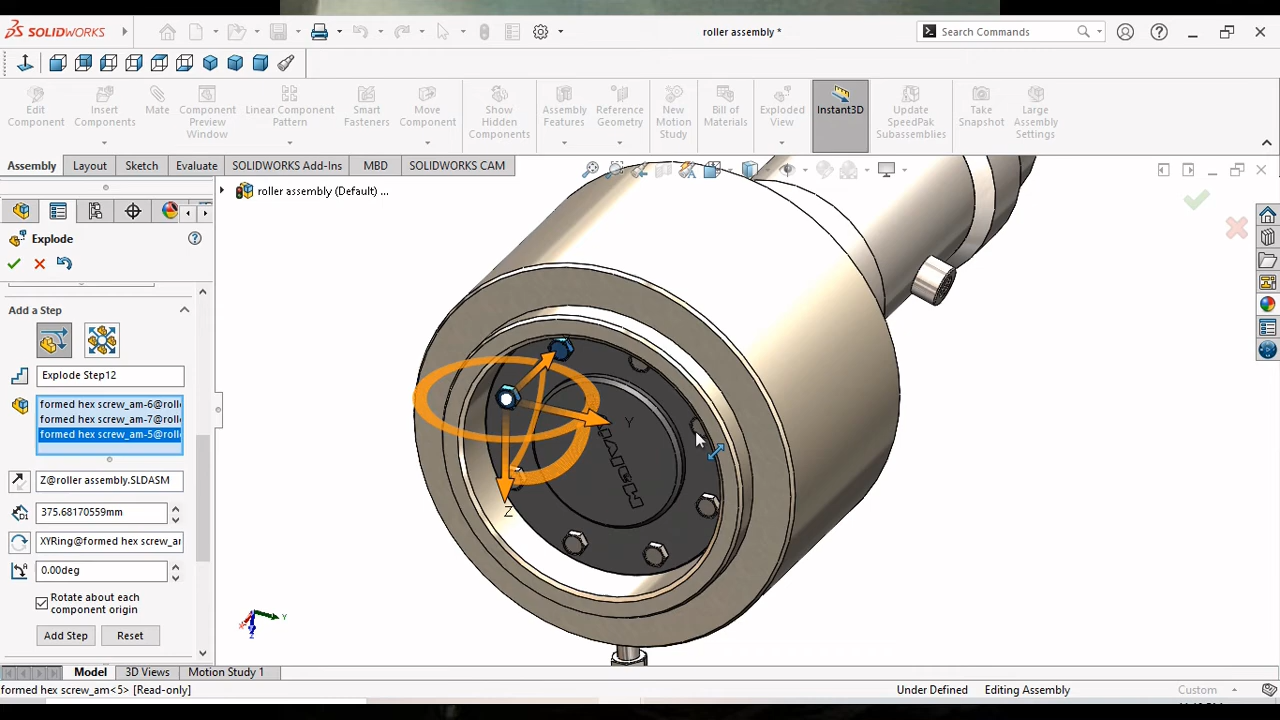 SOLIDWORKS
roller assembly *
Search Commands
Edit Component
Insert Components
Mate
Component Preview Window
Linear Component Pattern
Smart Fasteners
Move Component
Show Hidden Components
Assembly Features
Reference Geometry
New Motion Study
Bill of Materials
Exploded View
Instant3D
Update SpeedPak Subassemblies
Take Snapshot
Large Assembly Settings
Assembly
Layout
Sketch
Evaluate
SOLIDWORKS Add-Ins
MBD
SOLIDWORKS CAM
roller assembly (Default) ...
Explode
Add a Step
Explode Step12
formed hex screw_am-6@roll
formed hex screw_am-7@roll
formed hex screw_am-5@roll
Z@roller assembly.SLDASM
375.68170559mm
XYRing@formed hex screw_ar
0.00deg
Rotate about each
component origin
Add Step
Reset
Y
Z
Y
Z
Model
3D Views
Motion Study 1
formed hex screw_am<5> [Read-only]
Under Defined
Editing Assembly
Custom